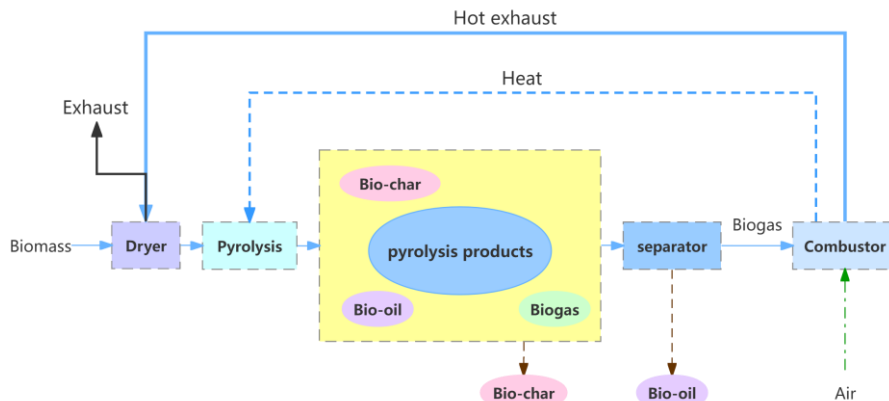 Hot exhaust
Heat
Exhaust
Bio-char
Biomass
Dryer
Pyrolysis
pyrolysis products
separator
Biogas
Combustor
Bio-oil
Biogas
Bio-char
Bio-oil
Air